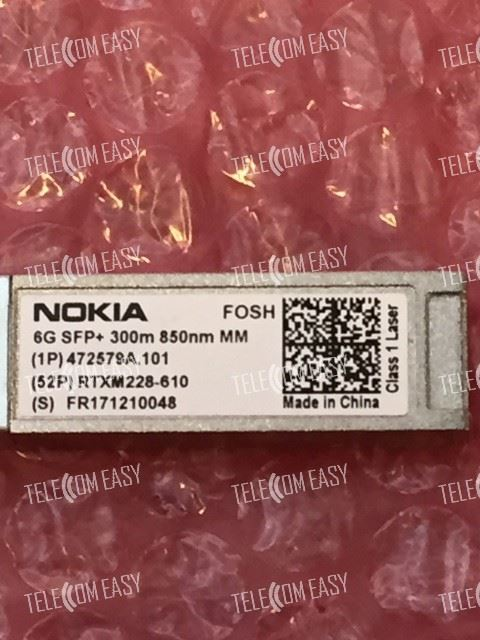 NOKIA FOSH
6G SFP+ 300m 850nm MM
(1P) 472579A.101
(52P) RTXM228-610
(S) FR171210048
Made in China
Class 1 Laser
TELECOM EASY